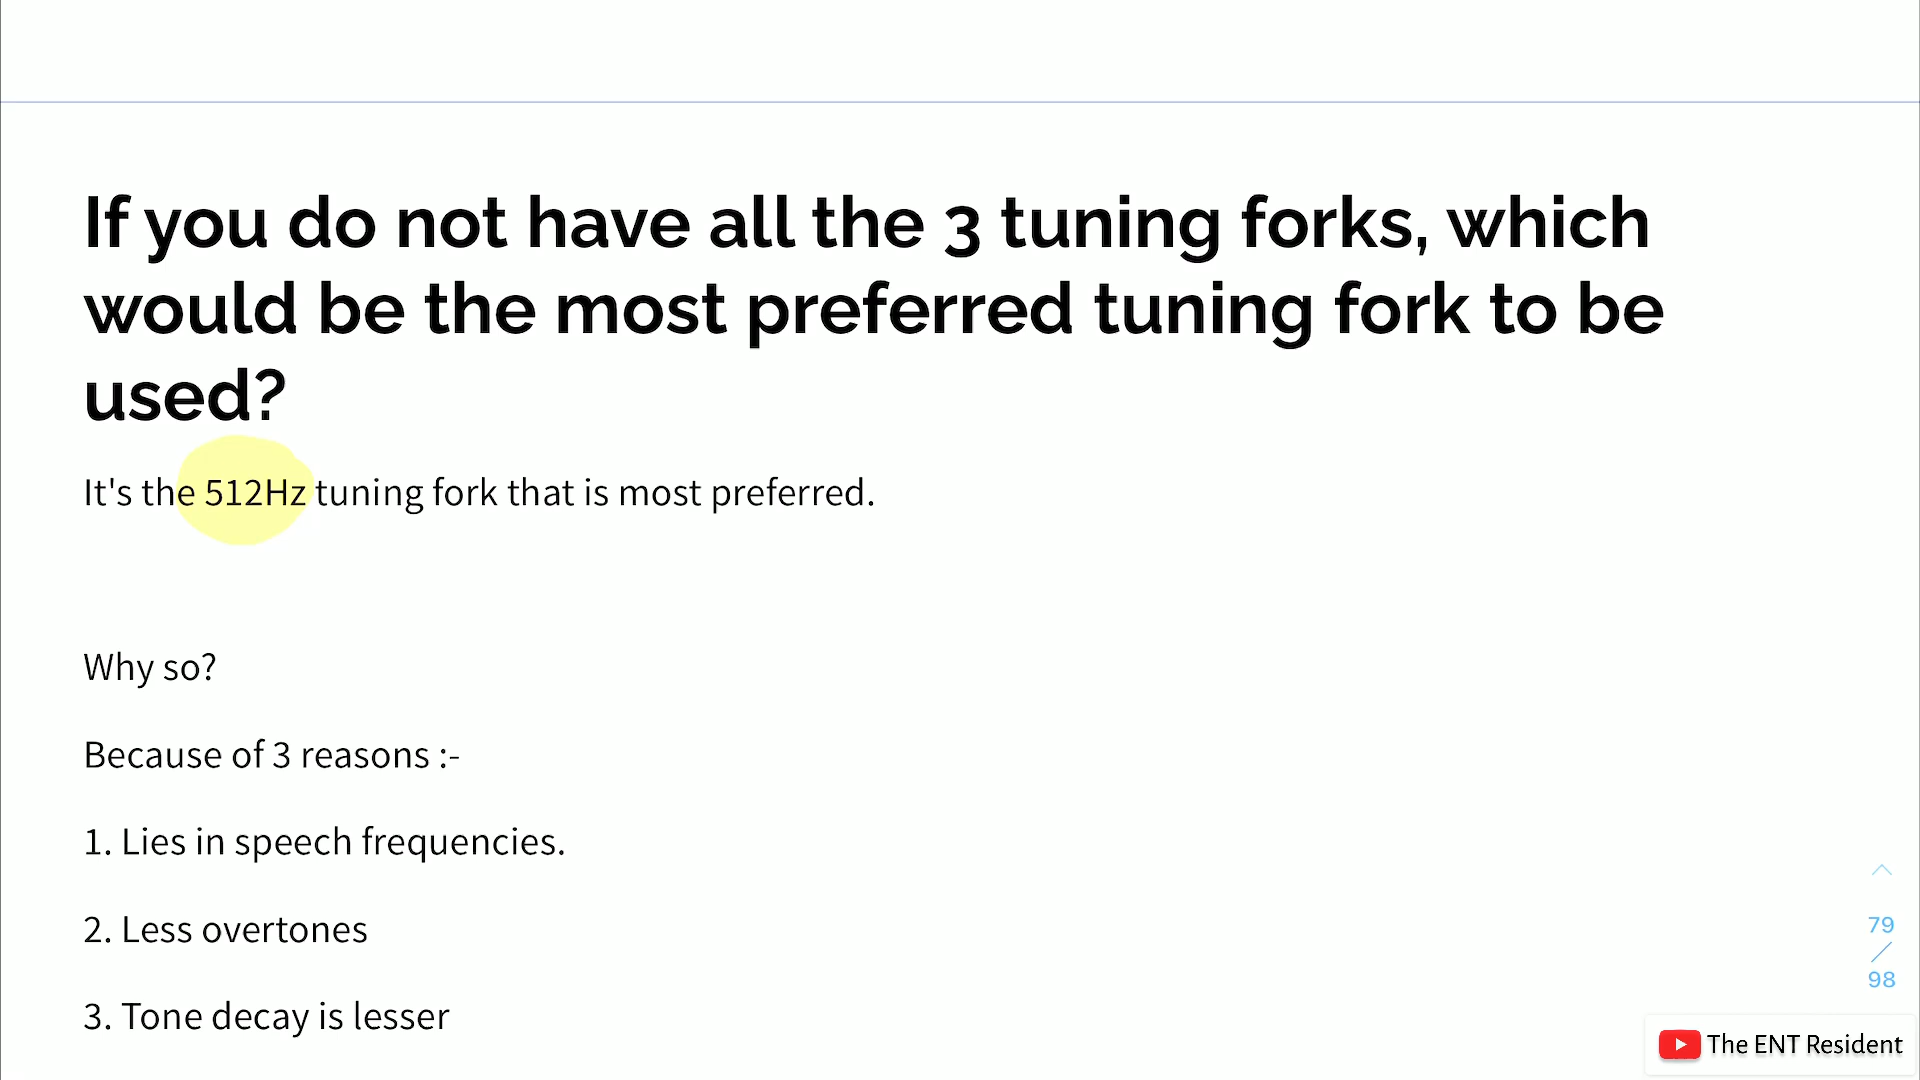 If you do not have all the 3 tuning forks, which
would be the most preferred tuning fork to be
used?
It's the 512Hz tuning fork that is most preferred.
Why so?
Because of 3 reasons :-
1. Lies in speech frequencies.
2. Less overtones
3. Tone decay is lesser
79
/
98
The ENT Resident